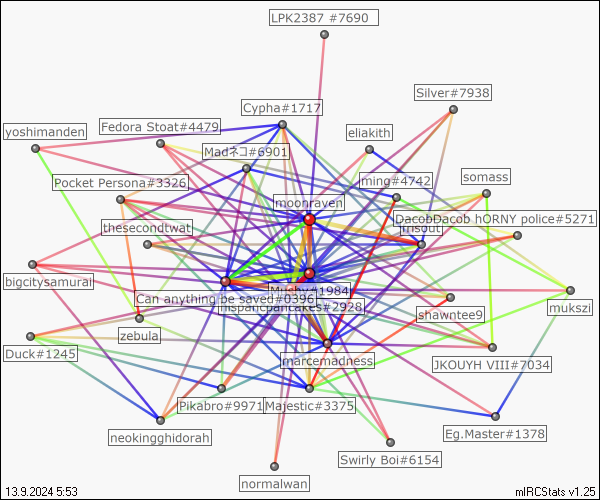 LPK2387 #7690
Silver#7938
Cypha#1717
yoshimanden
Fedora Stoat#4479
eliakith
Madネコ#6901
Pocket Persona#3326
ming#4742
somass
moonraven
DacobDacob hORNY police#5271
thesecondtwat
bigcitysamurai
Mushy#1984
Can anything be saved#0396
mukszi
shawntee9
zebula
Duck#1245
marcemadness
JKOUYH VIII#7034
Pikabro#9971
Majestic#3375
neokingghidorah
Eg.Master#1378
Swirly Boi#6154
normalwan
13.9.2024 5:53
mIRCStats v1.25